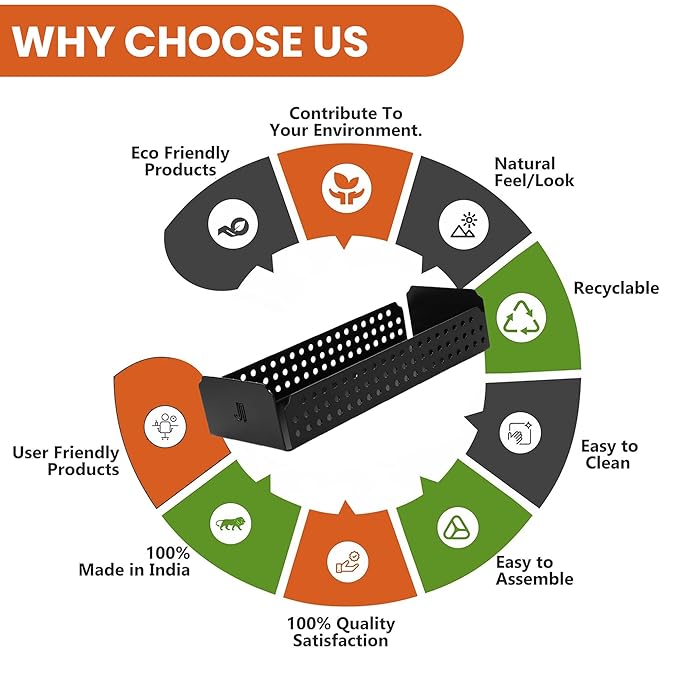 WHY CHOOSE US
Contribute To
Your Environment.
Eco Friendly
Products
Natural
Feel/Look
Recyclable
Easy to
Clean
Easy to
Assemble
100% Quality
Satisfaction
100%
Made in India
User Friendly
Products